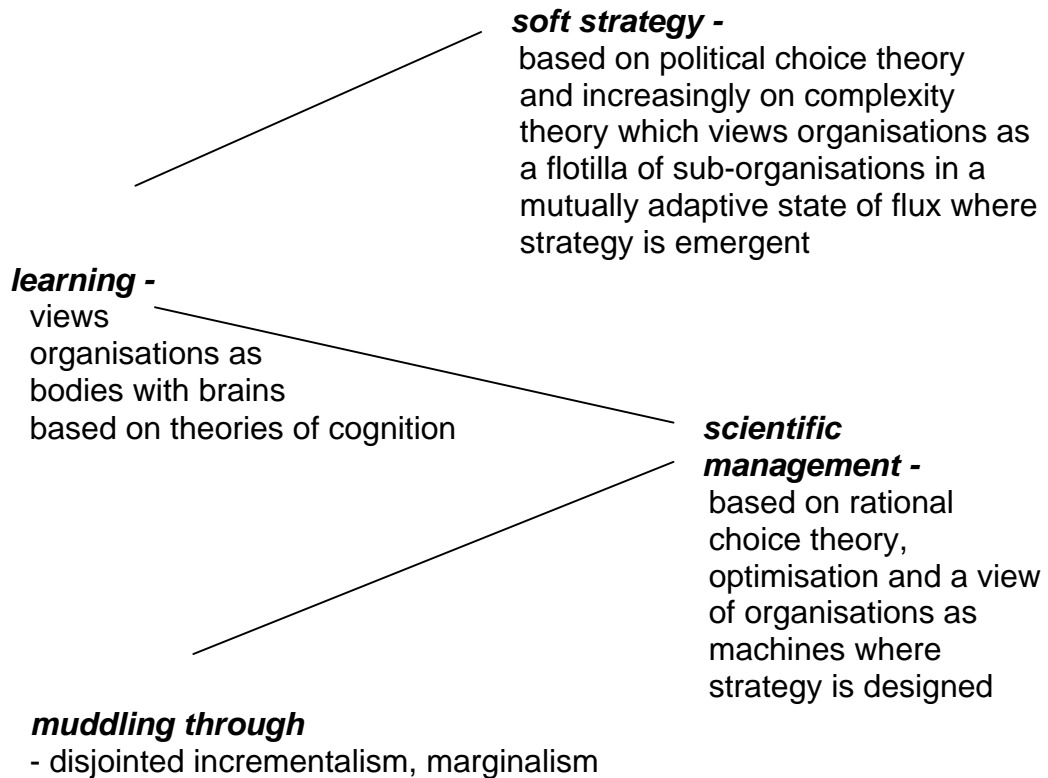 soft strategy -
based on political choice theory
and increasingly on complexity
theory which views organisations as
a flotilla of sub-organisations in a
mutually adaptive state of flux where
strategy is emergent
learning -
views
organisations as
bodies with brains
based on theories of cognition
scientific
management -
based on rational
choice theory,
optimisation and a view
of organisations as
machines where
strategy is designed
muddling through
- disjointed incrementalism, marginalism